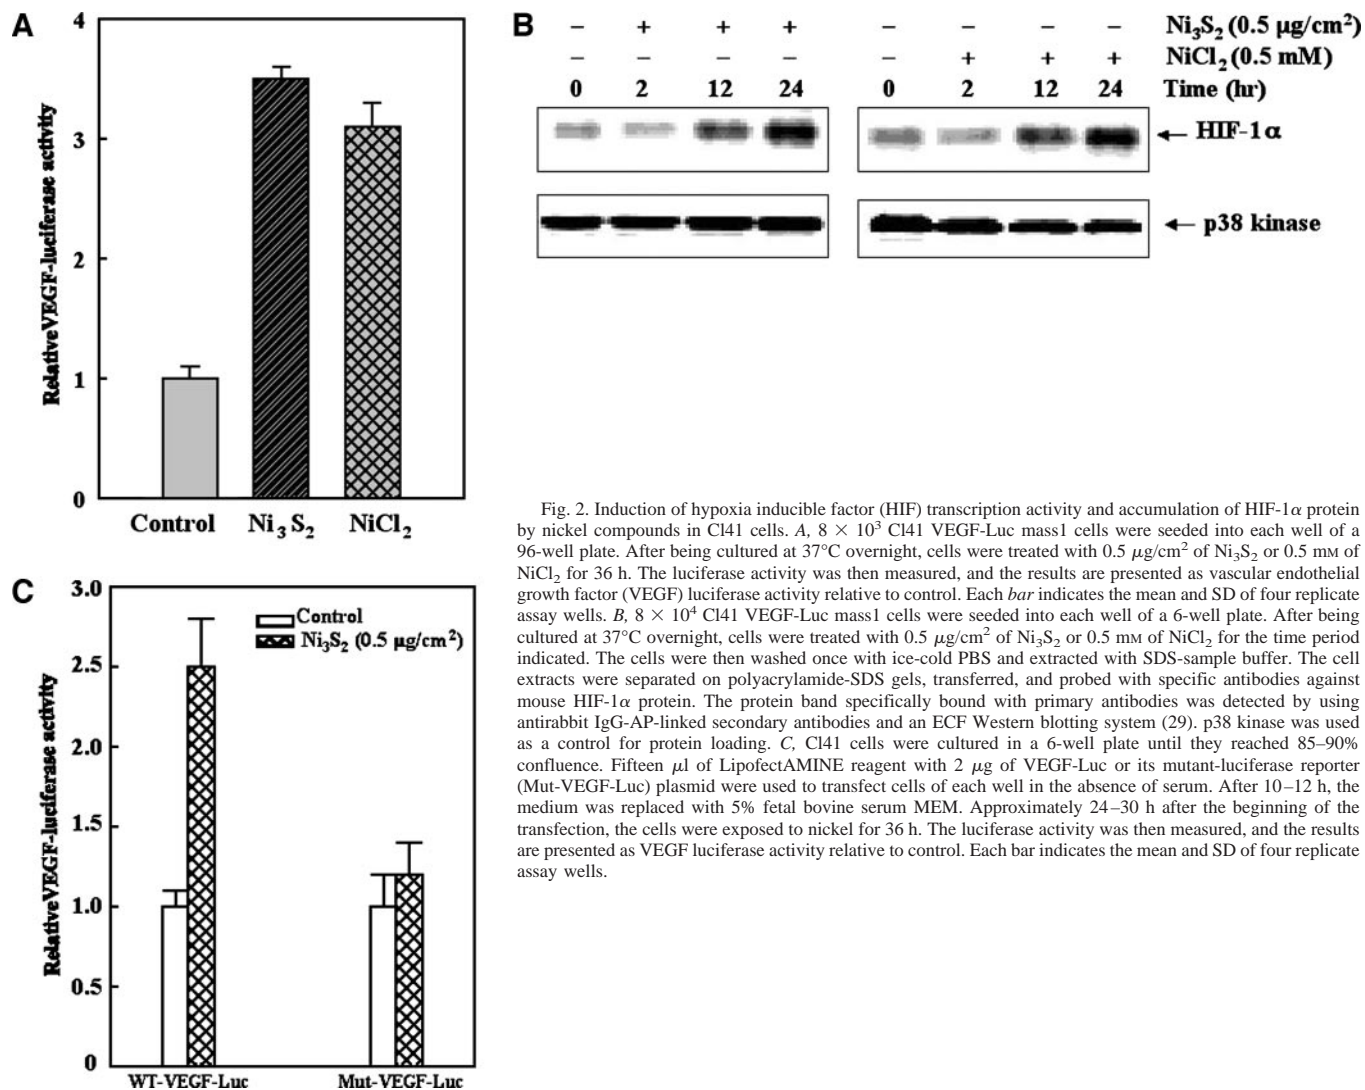 A
4
3
2
1
0
RelativeVEGF-luciferase activity
Control Ni3S2 NiCl2
B
– + + + – – – – Ni3S2 (0.5 µg/cm2)
– – – – – + + + NiCl2 (0.5 mM)
0 2 12 24 0 2 12 24 Time (hr)
HIF-1α
p38 kinase
C
3.0
2.5
2.0
1.5
1.0
0.5
0
RelativeVEGF-luciferase activity
Control
Ni3S2 (0.5 µg/cm2)
WT-VEGF-Luc Mut-VEGF-Luc
Fig. 2. Induction of hypoxia inducible factor (HIF) transcription activity and accumulation of HIF-1α protein
by nickel compounds in Cl41 cells. A, 8 × 103 Cl41 VEGF-Luc mass1 cells were seeded into each well of a
96-well plate. After being cultured at 37°C overnight, cells were treated with 0.5 µg/cm2 of Ni3S2 or 0.5 mM of
NiCl2 for 36 h. The luciferase activity was then measured, and the results are presented as vascular endothelial
growth factor (VEGF) luciferase activity relative to control. Each bar indicates the mean and SD of four replicate
assay wells. B, 8 × 104 Cl41 VEGF-Luc mass1 cells were seeded into each well of a 6-well plate. After being
cultured at 37°C overnight, cells were treated with 0.5 µg/cm2 of Ni3S2 or 0.5 mM of NiCl2 for the time period
indicated. The cells were then washed once with ice-cold PBS and extracted with SDS-sample buffer. The cell
extracts were separated on polyacrylamide-SDS gels, transferred, and probed with specific antibodies against
mouse HIF-1α protein. The protein band specifically bound with primary antibodies was detected by using
antirabbit IgG-AP-linked secondary antibodies and an ECF Western blotting system (29). p38 kinase was used
as a control for protein loading. C, Cl41 cells were cultured in a 6-well plate until they reached 85–90%
confluence. Fifteen µl of LipofectAMINE reagent with 2 µg of VEGF-Luc or its mutant-luciferase reporter
(Mut-VEGF-Luc) plasmid were used to transfect cells of each well in the absence of serum. After 10–12 h, the
medium was replaced with 5% fetal bovine serum MEM. Approximately 24–30 h after the beginning of the
transfection, the cells were exposed to nickel for 36 h. The luciferase activity was then measured, and the results
are presented as VEGF luciferase activity relative to control. Each bar indicates the mean and SD of four replicate
assay wells.